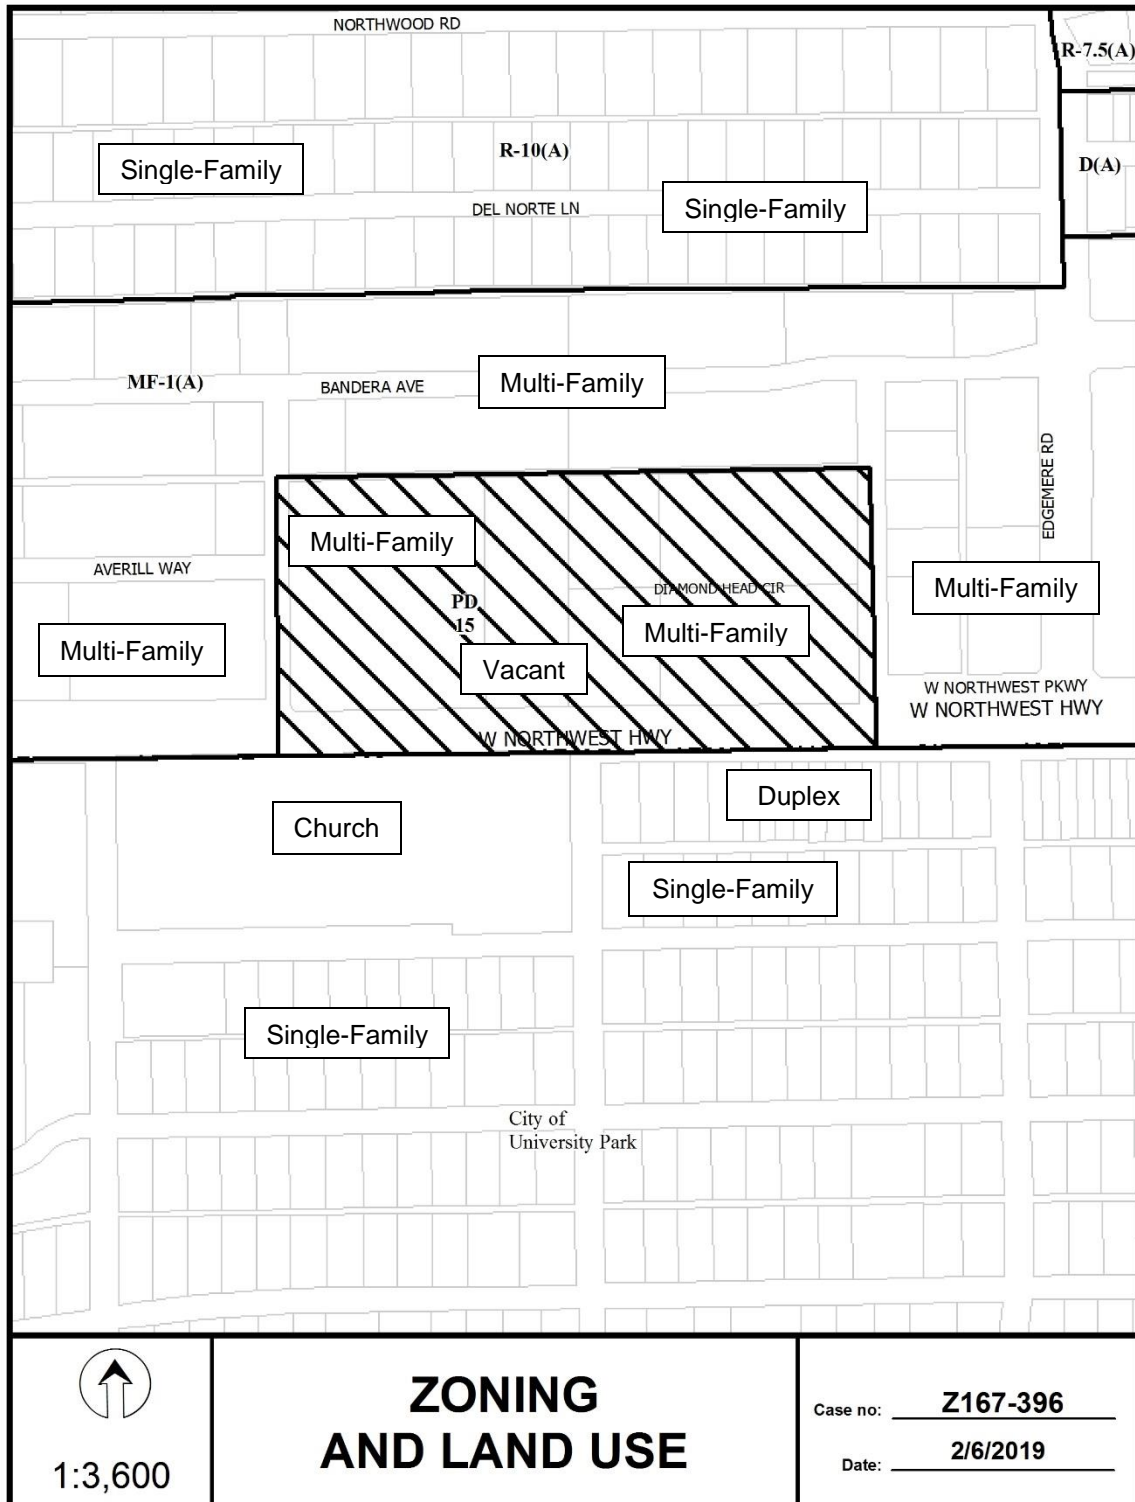 NORTHWOOD RD
R-7.5(A)
R-10(A)
Single-Family
D(A)
Single-Family
DEL NORTE LN
MF-1(A)
BANDERA AVE
Multi-Family
EDGEMERE RD
Multi-Family
AVERILL WAY
DIAMOND HEAD CIR
Multi-Family
PD
15
Multi-Family
Multi-Family
Vacant
W NORTHWEST PKWY
W NORTHWEST HWY
W NORTHWEST HWY
Duplex
Church
Single-Family
Single-Family
City of
University Park
1:3,600
ZONING
AND LAND USE
Case no: Z167-396
Date: 2/6/2019